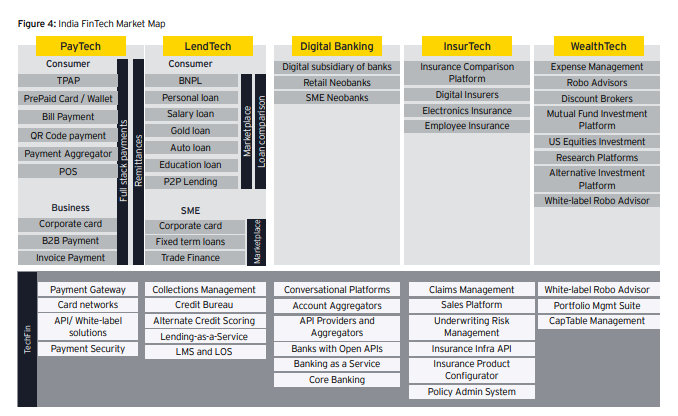 Figure 4: India FinTech Market Map
PayTech
Consumer
TPAP
PrePaid Card / Wallet
Bill Payment
QR Code payment
Payment Aggregator
POS
Business
Corporate card
B2B Payment
Invoice Payment
Full stack payments
Remittances
LendTech
Consumer
BNPL
Personal loan
Salary loan
Gold loan
Auto loan
Education loan
P2P Lending
Marketplace
Loan comparison
SME
Corporate card
Fixed term loans
Trade Finance
Marketplace
Digital Banking
Digital subsidiary of banks
Retail Neobanks
SME Neobanks
InsurTech
Insurance Comparison
Platform
Digital Insurers
Electronics Insurance
Employee Insurance
WealthTech
Expense Management
Robo Advisors
Discount Brokers
Mutual Fund Investment
Platform
US Equities Investment
Research Platforms
Alternative Investment
Platform
White-label Robo Advisor
TechFin
Payment Gateway
Card networks
API/ White-label
solutions
Payment Security
Collections Management
Credit Bureau
Alternate Credit Scoring
Lending-as-a-Service
LMS and LOS
Conversational Platforms
Account Aggregators
API Providers and
Aggregators
Banks with Open APIs
Banking as a Service
Core Banking
Claims Management
Sales Platform
Underwriting Risk
Management
Insurance Infra API
Insurance Product
Configurator
Policy Admin System
White-label Robo Advisor
Portfolio Mgmt Suite
CapTable Management